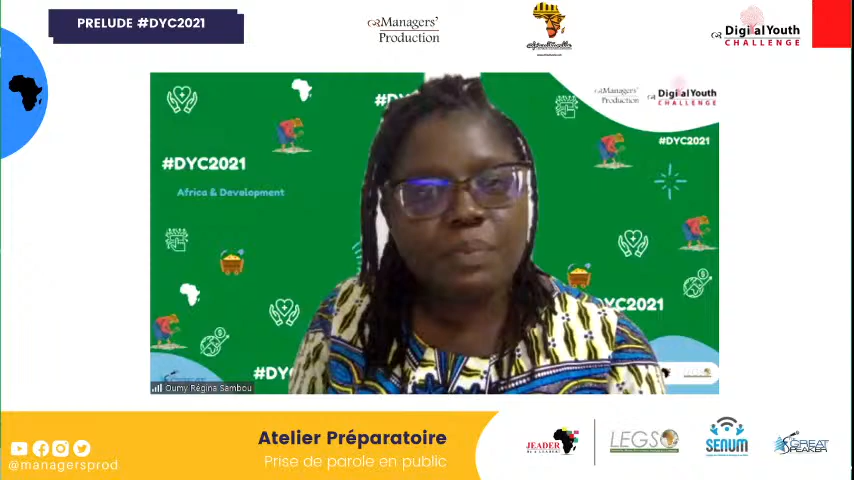 PRELUDE #DYC2021
Managers'
Production
Digital Youth
CHALLENGE
Managers'
Production
Digital Youth
CHALLENGE
#DYC2021
#DYC2021
Africa & Development
#DYC2021
#DY
Oumy Régina Sambou
Atelier Préparatoire
Prise de parole en public
@managersprod
JEADER
LEGS
SENUM
GREAT
SPEAKER